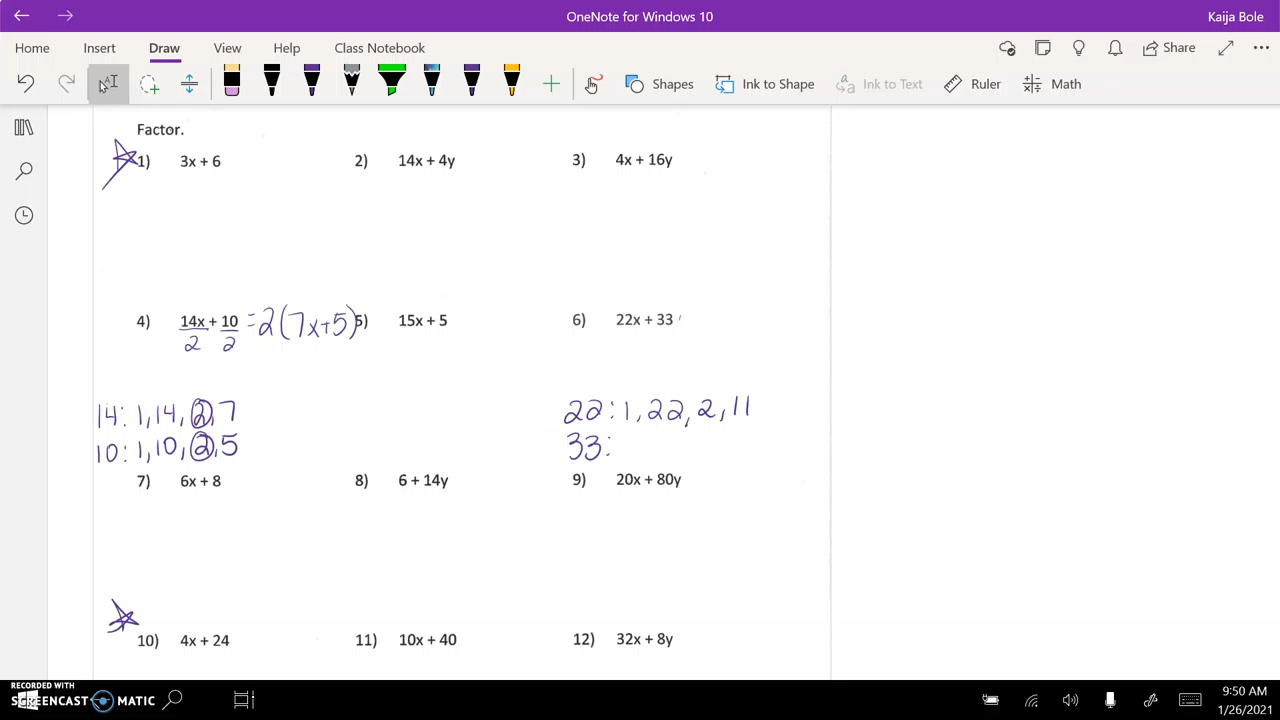 OneNote for Windows 10
Kaija Bole
Home Insert Draw View Help Class Notebook Share
Shapes Ink to Shape Ink to Text Ruler Math
Factor.
1) 3x + 6 2) 14x + 4y 3) 4x + 16y
4) 14x + 10 = 2(7x+5) 5) 15x + 5 6) 22x + 33
2 2
14: 1, 14, 2, 7 22: 1, 22, 2, 11
10: 1, 10, 2, 5 33:
7) 6x + 8 8) 6 + 14y 9) 20x + 80y
10) 4x + 24 11) 10x + 40 12) 32x + 8y
RECORDED WITH
SCREENCAST MATIC
9:50 AM
1/26/2021